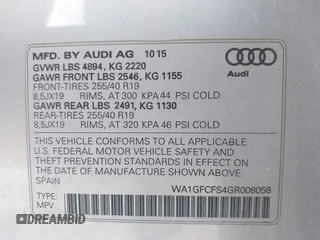 MFD. BY AUDI AG 10 15
GVWR LBS 4894, KG 2220
GAWR FRONT LBS 2546, KG 1155
FRONT-TIRES 255/40 R19
8,5JX19 RIMS, AT 300 KPA 44 PSI COLD
GAWR REAR LBS 2491, KG 1130
REAR-TIRES 255/40 R19
8,5JX19 RIMS, AT 320 KPA 46 PSI COLD
Audi
THIS VEHICLE CONFORMS TO ALL APPLICABLE
U.S. FEDERAL MOTOR VEHICLE SAFETY, BUMPER
AND THEFT PREVENTION STANDARDS IN EFFECT ON
THE DATE OF MANUFACTURE SHOWN ABOVE.
SPAIN
WA1GFCFS4GR008058
DREAMBID